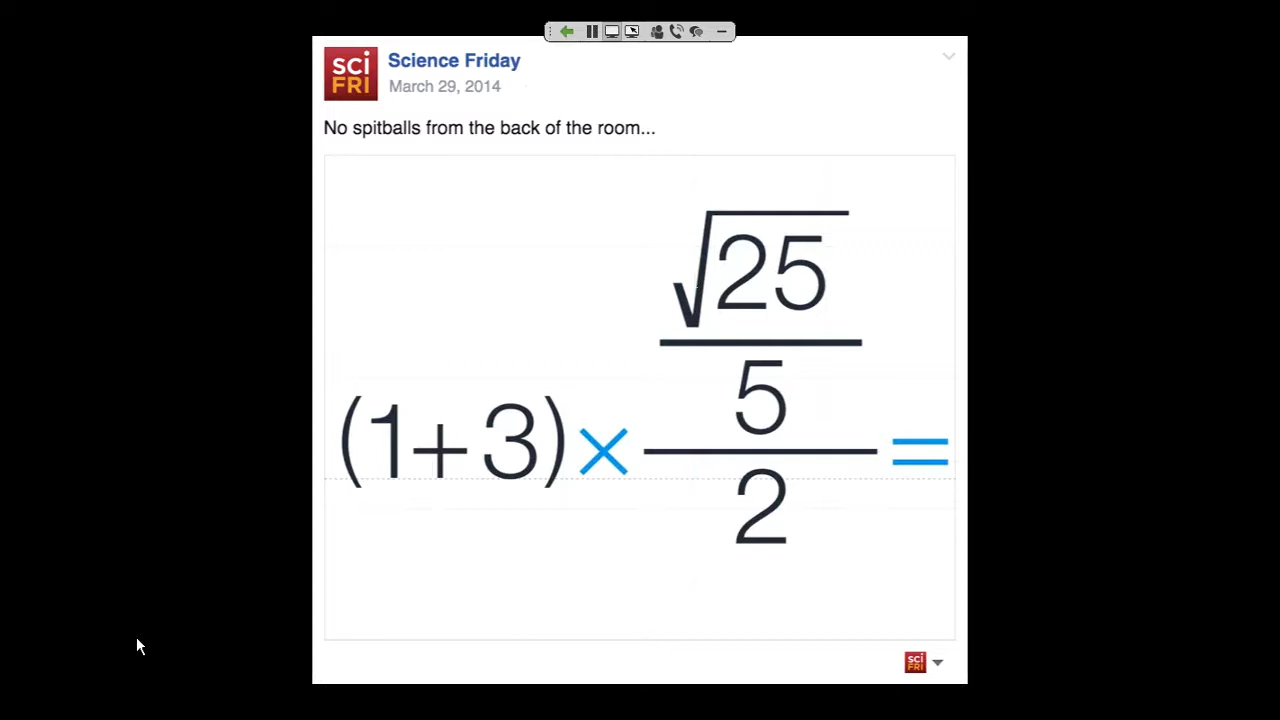 SCI
FRI
Science Friday
March 29, 2014
No spitballs from the back of the room...
√25
5
(1+3)× =
2
SCI
FRI